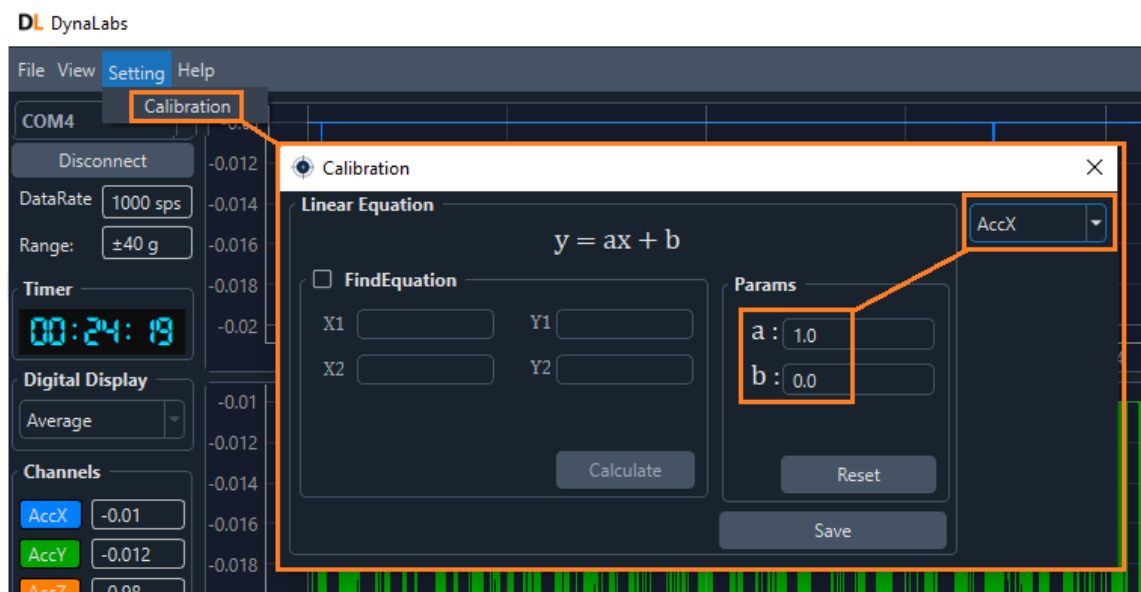 DL DynaLabs
File View Setting Help
Calibration
COM4
Disconnect
DataRate 1000 sps
Range: ±40 g
Timer
00:24:19
Digital Display
Average
Channels
AccX -0.01
AccY -0.012
AccZ -0.98
-0.012
-0.014
-0.016
-0.018
-0.02
-0.01
-0.012
-0.014
-0.016
-0.018
Calibration
Linear Equation
y = ax + b
FindEquation
X1 Y1
X2 Y2
Calculate
Params
a : 1.0
b : 0.0
Reset
Save
AccX